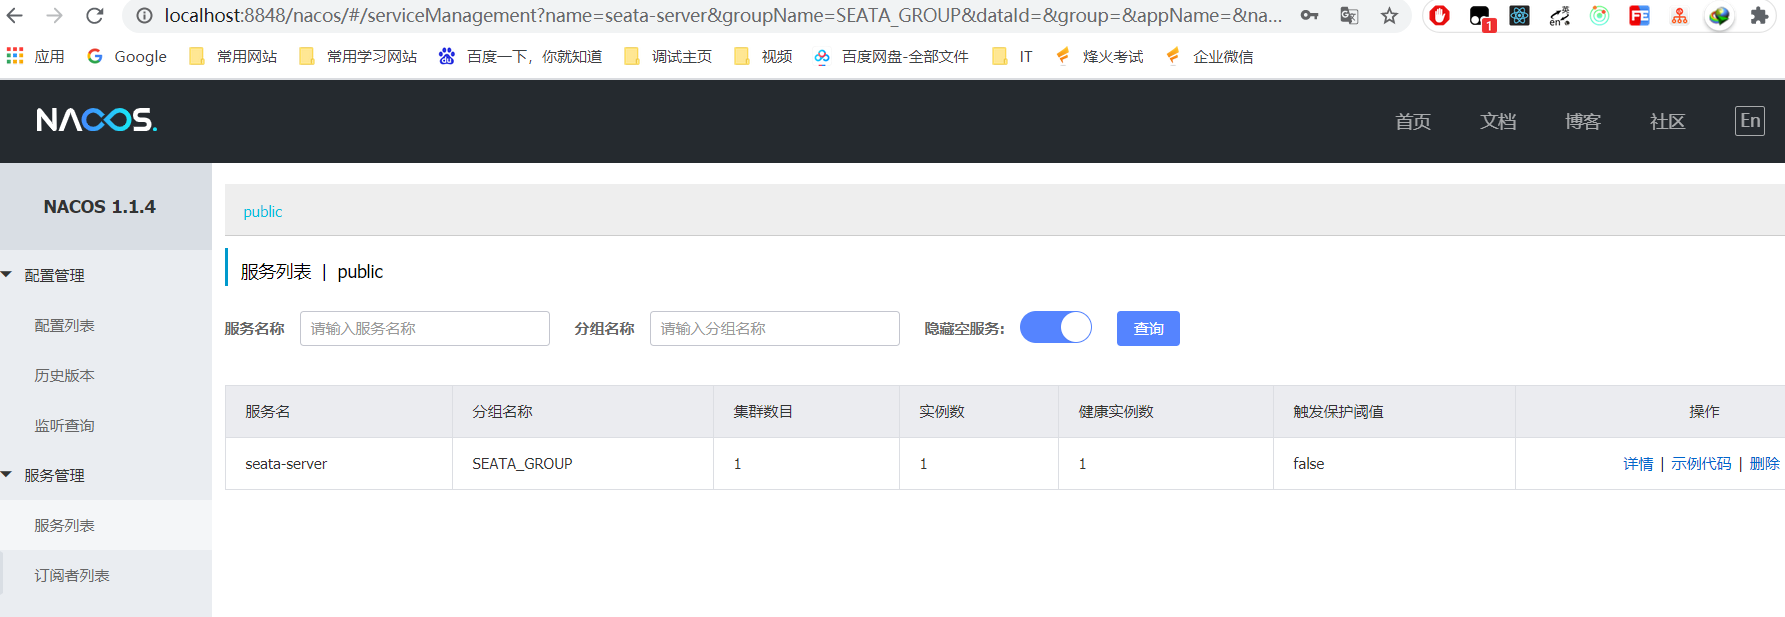 localhost:8848/nacos/#/serviceManagement?name=seata-server&groupName=SEATA_GROUP&dataId=&group=&appName=&na...
1
应用 Google 常用网站 常用学习网站 百度一下，你就知道 调试主页 视频 百度网盘-全部文件 IT 烽火考试 企业微信
NACOS. 首页 文档 博客 社区 En
NACOS 1.1.4
public
配置管理
服务列表 | public
配置列表
服务名称 请输入服务名称 分组名称 请输入分组名称 隐藏空服务: 查询
历史版本
服务名 分组名称 集群数目 实例数 健康实例数 触发保护阈值 操作
监听查询
seata-server SEATA_GROUP 1 1 1 false 详情 | 示例代码 | 删除
服务管理
服务列表
订阅者列表